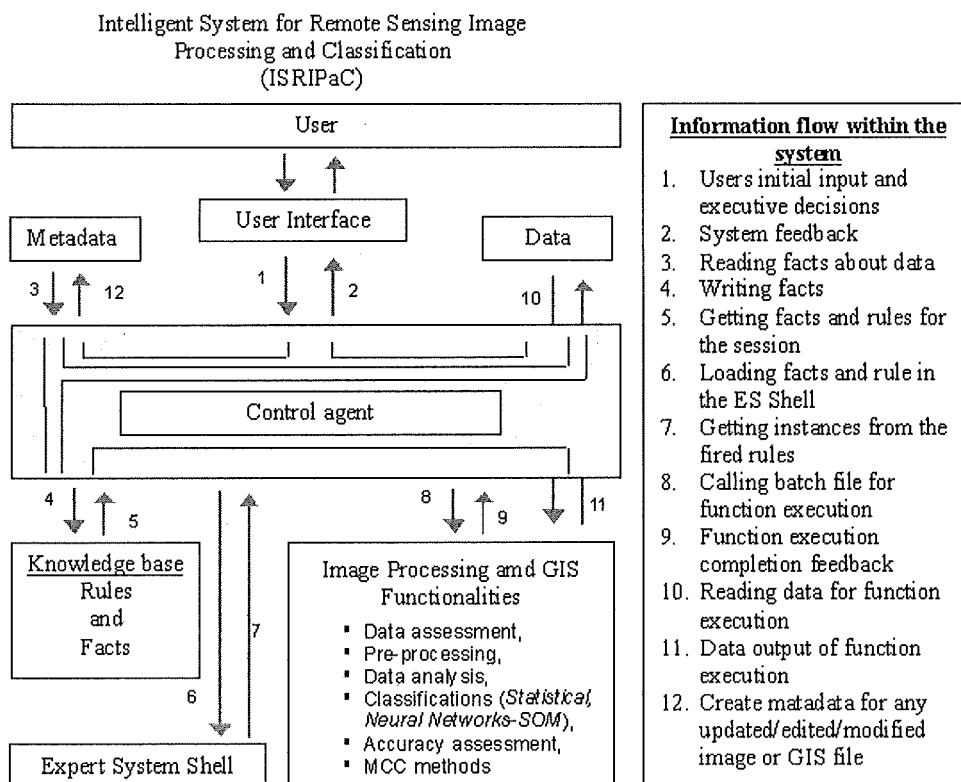 Intelligent System for Remote Sensing Image
Processing and Classification
(ISRIPaC)
User
User Interface
Metadata
Data
3
12
1
2
10
Control agent
4
5
8
9
11
Knowledge base
Rules
and
Facts
7
6
Expert System Shell
Image Processing amd GIS
Functionalities
▪ Data assessment,
▪ Pre-processing,
▪ Data analysis,
▪ Classifications (Statistical,
Neural Networks-SOM),
▪ Accuracy assessment,
▪ MCC methods
Information flow within the
system
1. Users initial input and
executive decisions
2. System feedback
3. Reading facts about data
4. Writing facts
5. Getting facts and rules for
the session
6. Loading facts and rule in
the ES Shell
7. Getting instances from the
fired rules
8. Calling batch file for
function execution
9. Function execution
completion feedback
10. Reading data for function
execution
11. Data output of function
execution
12. Create matadata for any
updated/edited/modified
image or GIS file